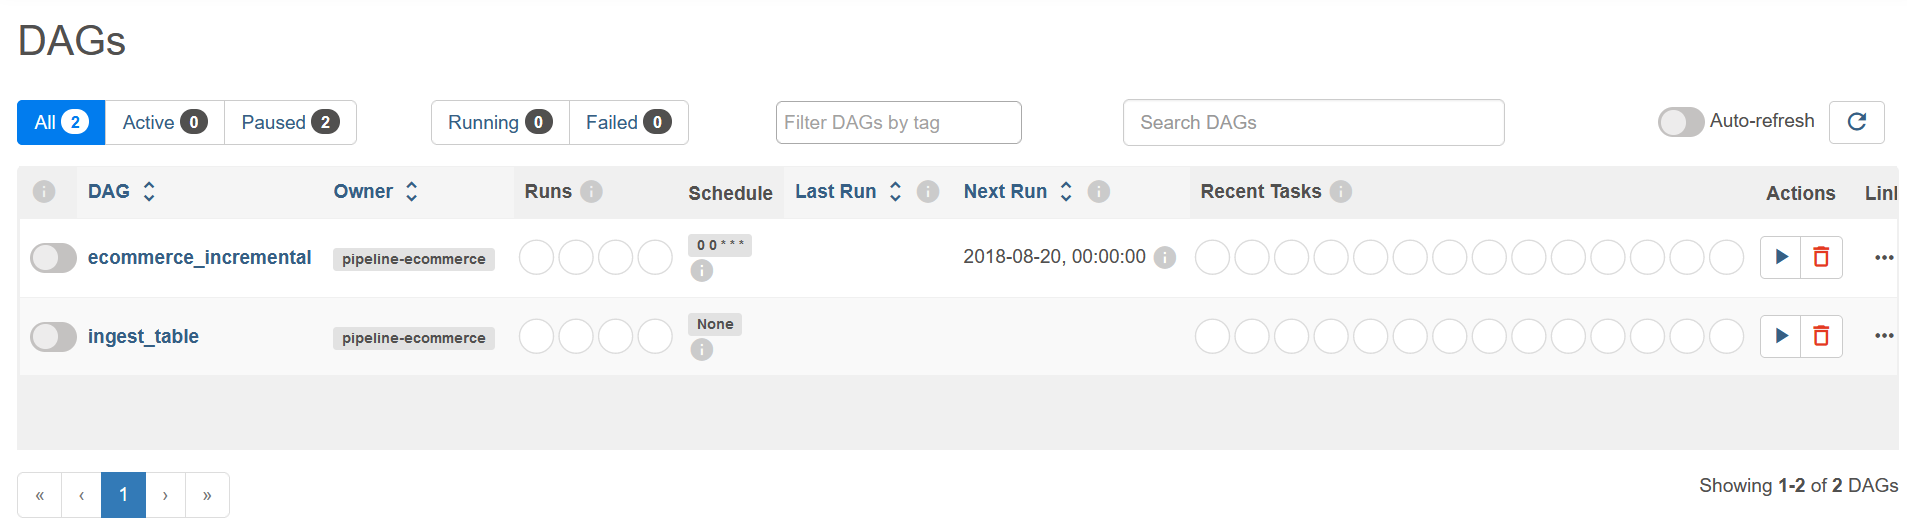 DAGs
All 2 Active 0 Paused 2 Running 0 Failed 0 Filter DAGs by tag Search DAGs Auto-refresh
i DAG Owner Runs i Schedule Last Run i Next Run i Recent Tasks i Actions Lin
ecommerce_incremental pipeline-ecommerce 0 0 * * * i 2018-08-20, 00:00:00 i ...
ingest_table pipeline-ecommerce None i ...
« ‹ 1 › » Showing 1-2 of 2 DAGs